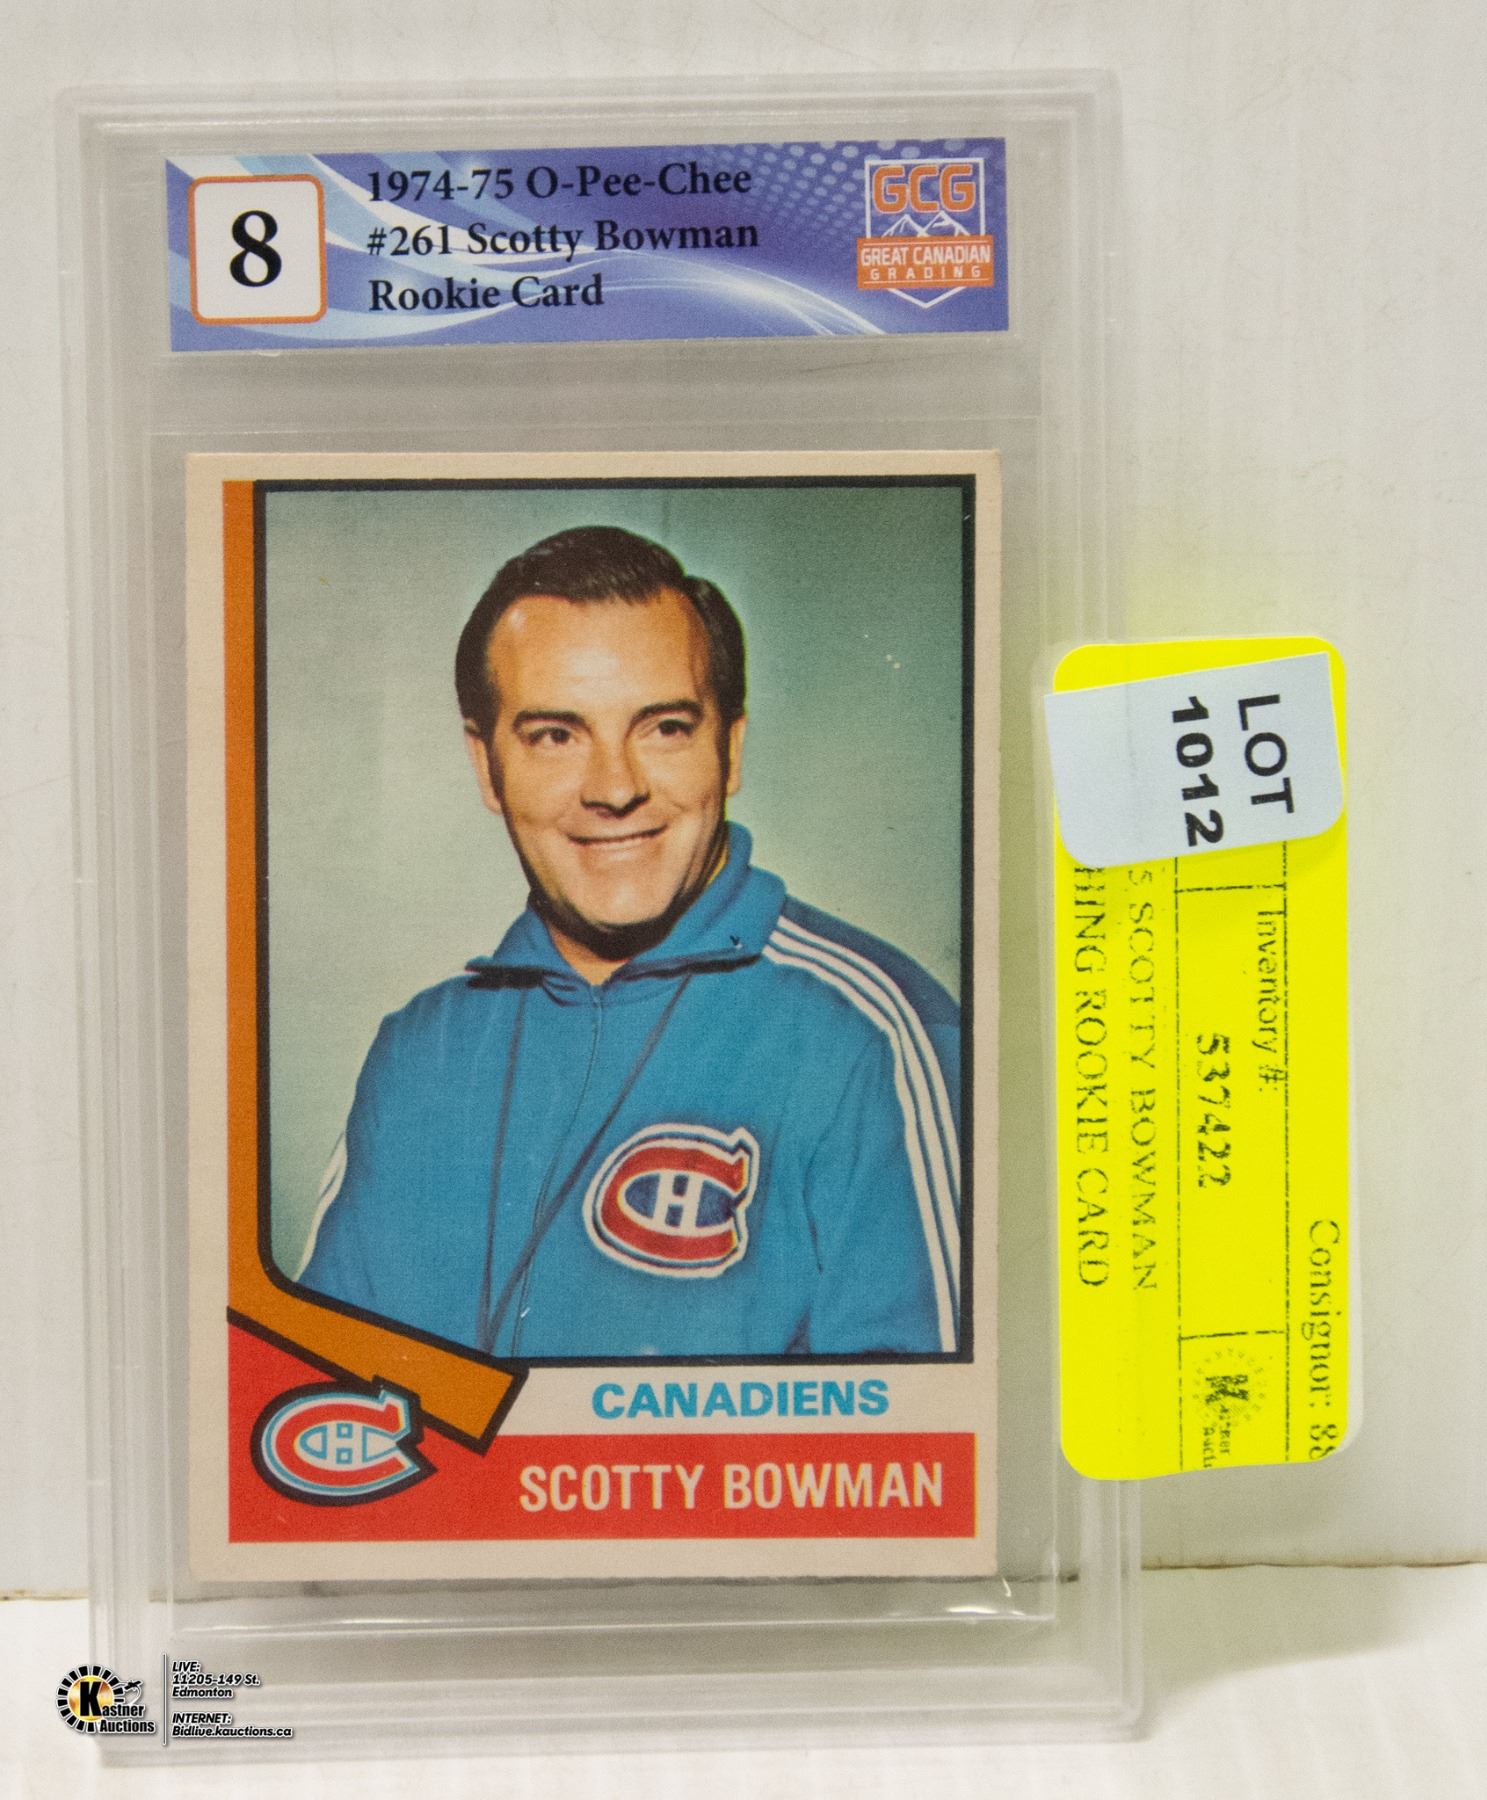 8
1974-75 O-Pee-Chee
#261 Scotty Bowman
Rookie Card
GCG
GREAT CANADIAN
GRADING
CANADIENS
SCOTTY BOWMAN
LOT
1012
Consignor: 88
Inventory #:
537422
5 SCOTTY BOWMAN
HING ROOKIE CARD
Kastner
Auctions
LIVE:
11205-149 St.
Edmonton
INTERNET:
Bidlive.kauctions.ca